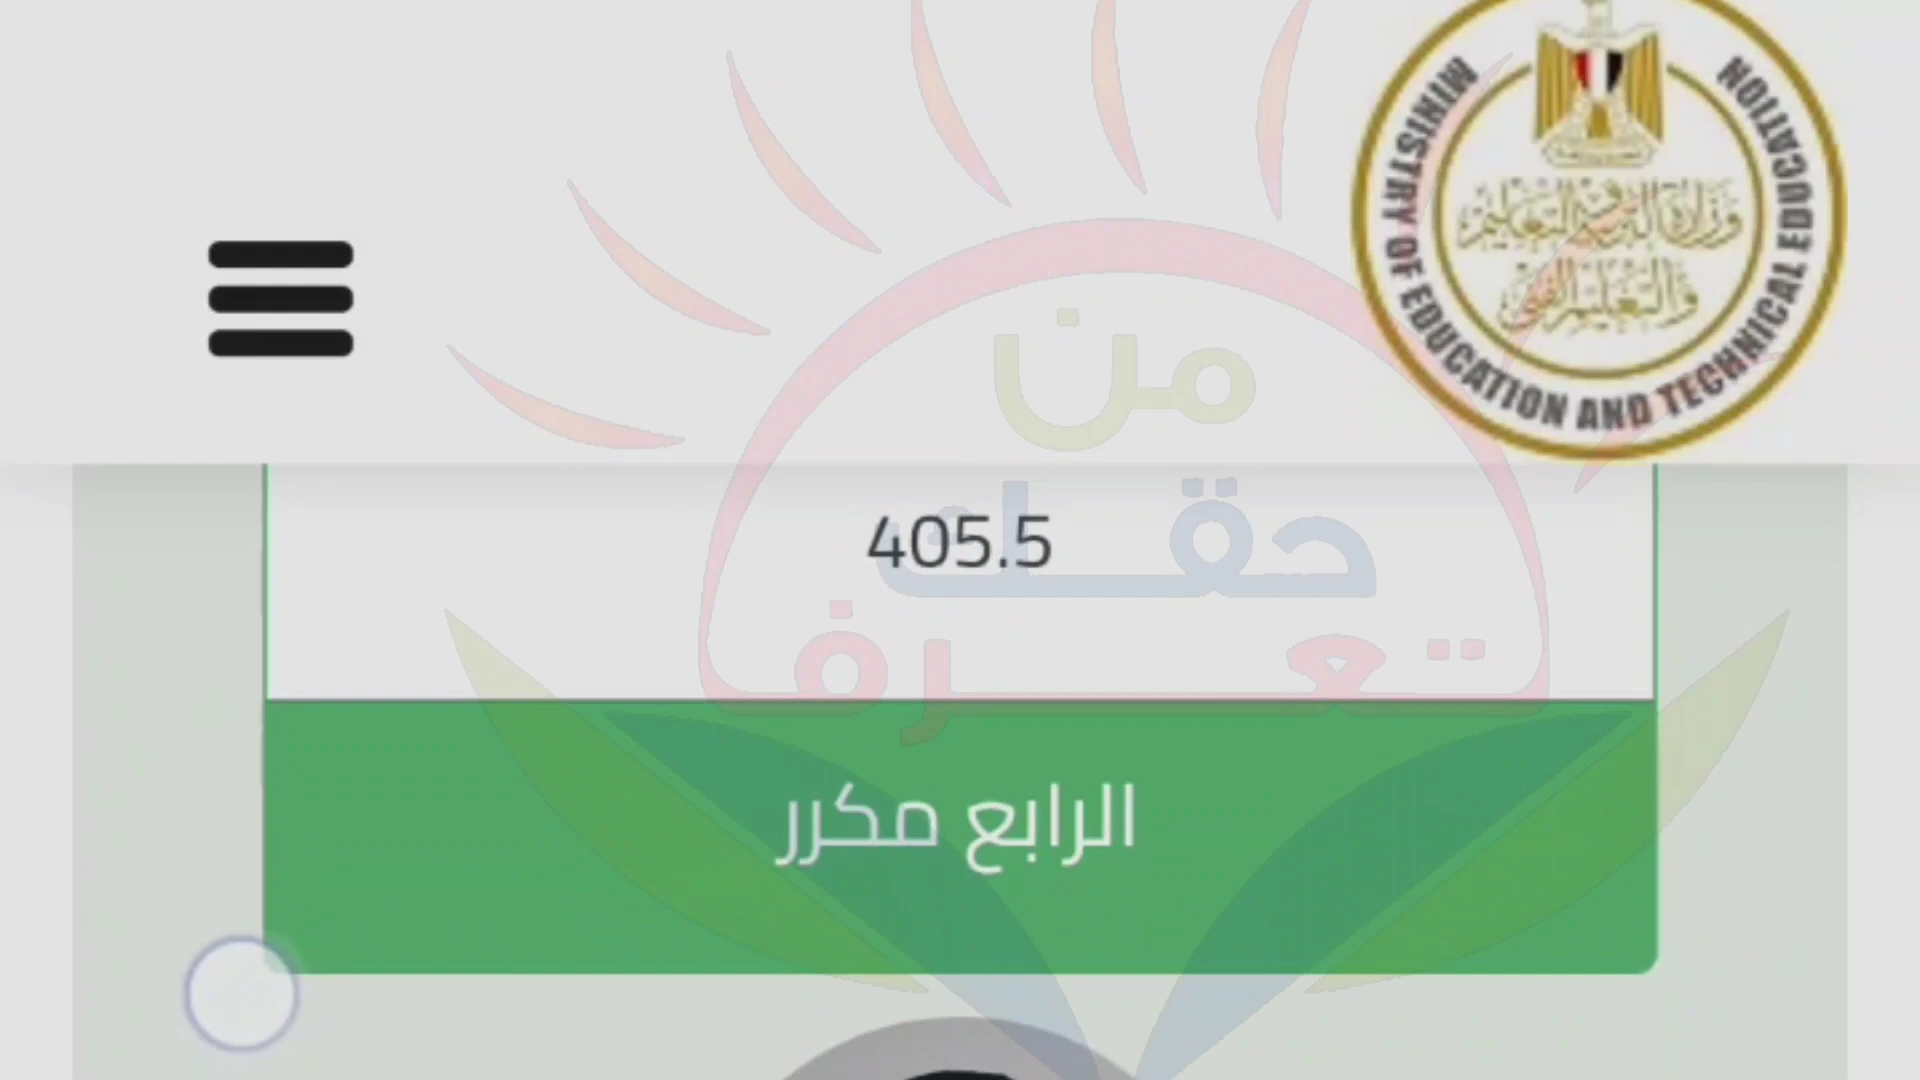 MINISTRY OF EDUCATION AND TECHNICAL EDUCATION
وزارة التربية والتعليم
والتعليم الفني
من
حقك
تعرف
405.5
الرابع مكرر